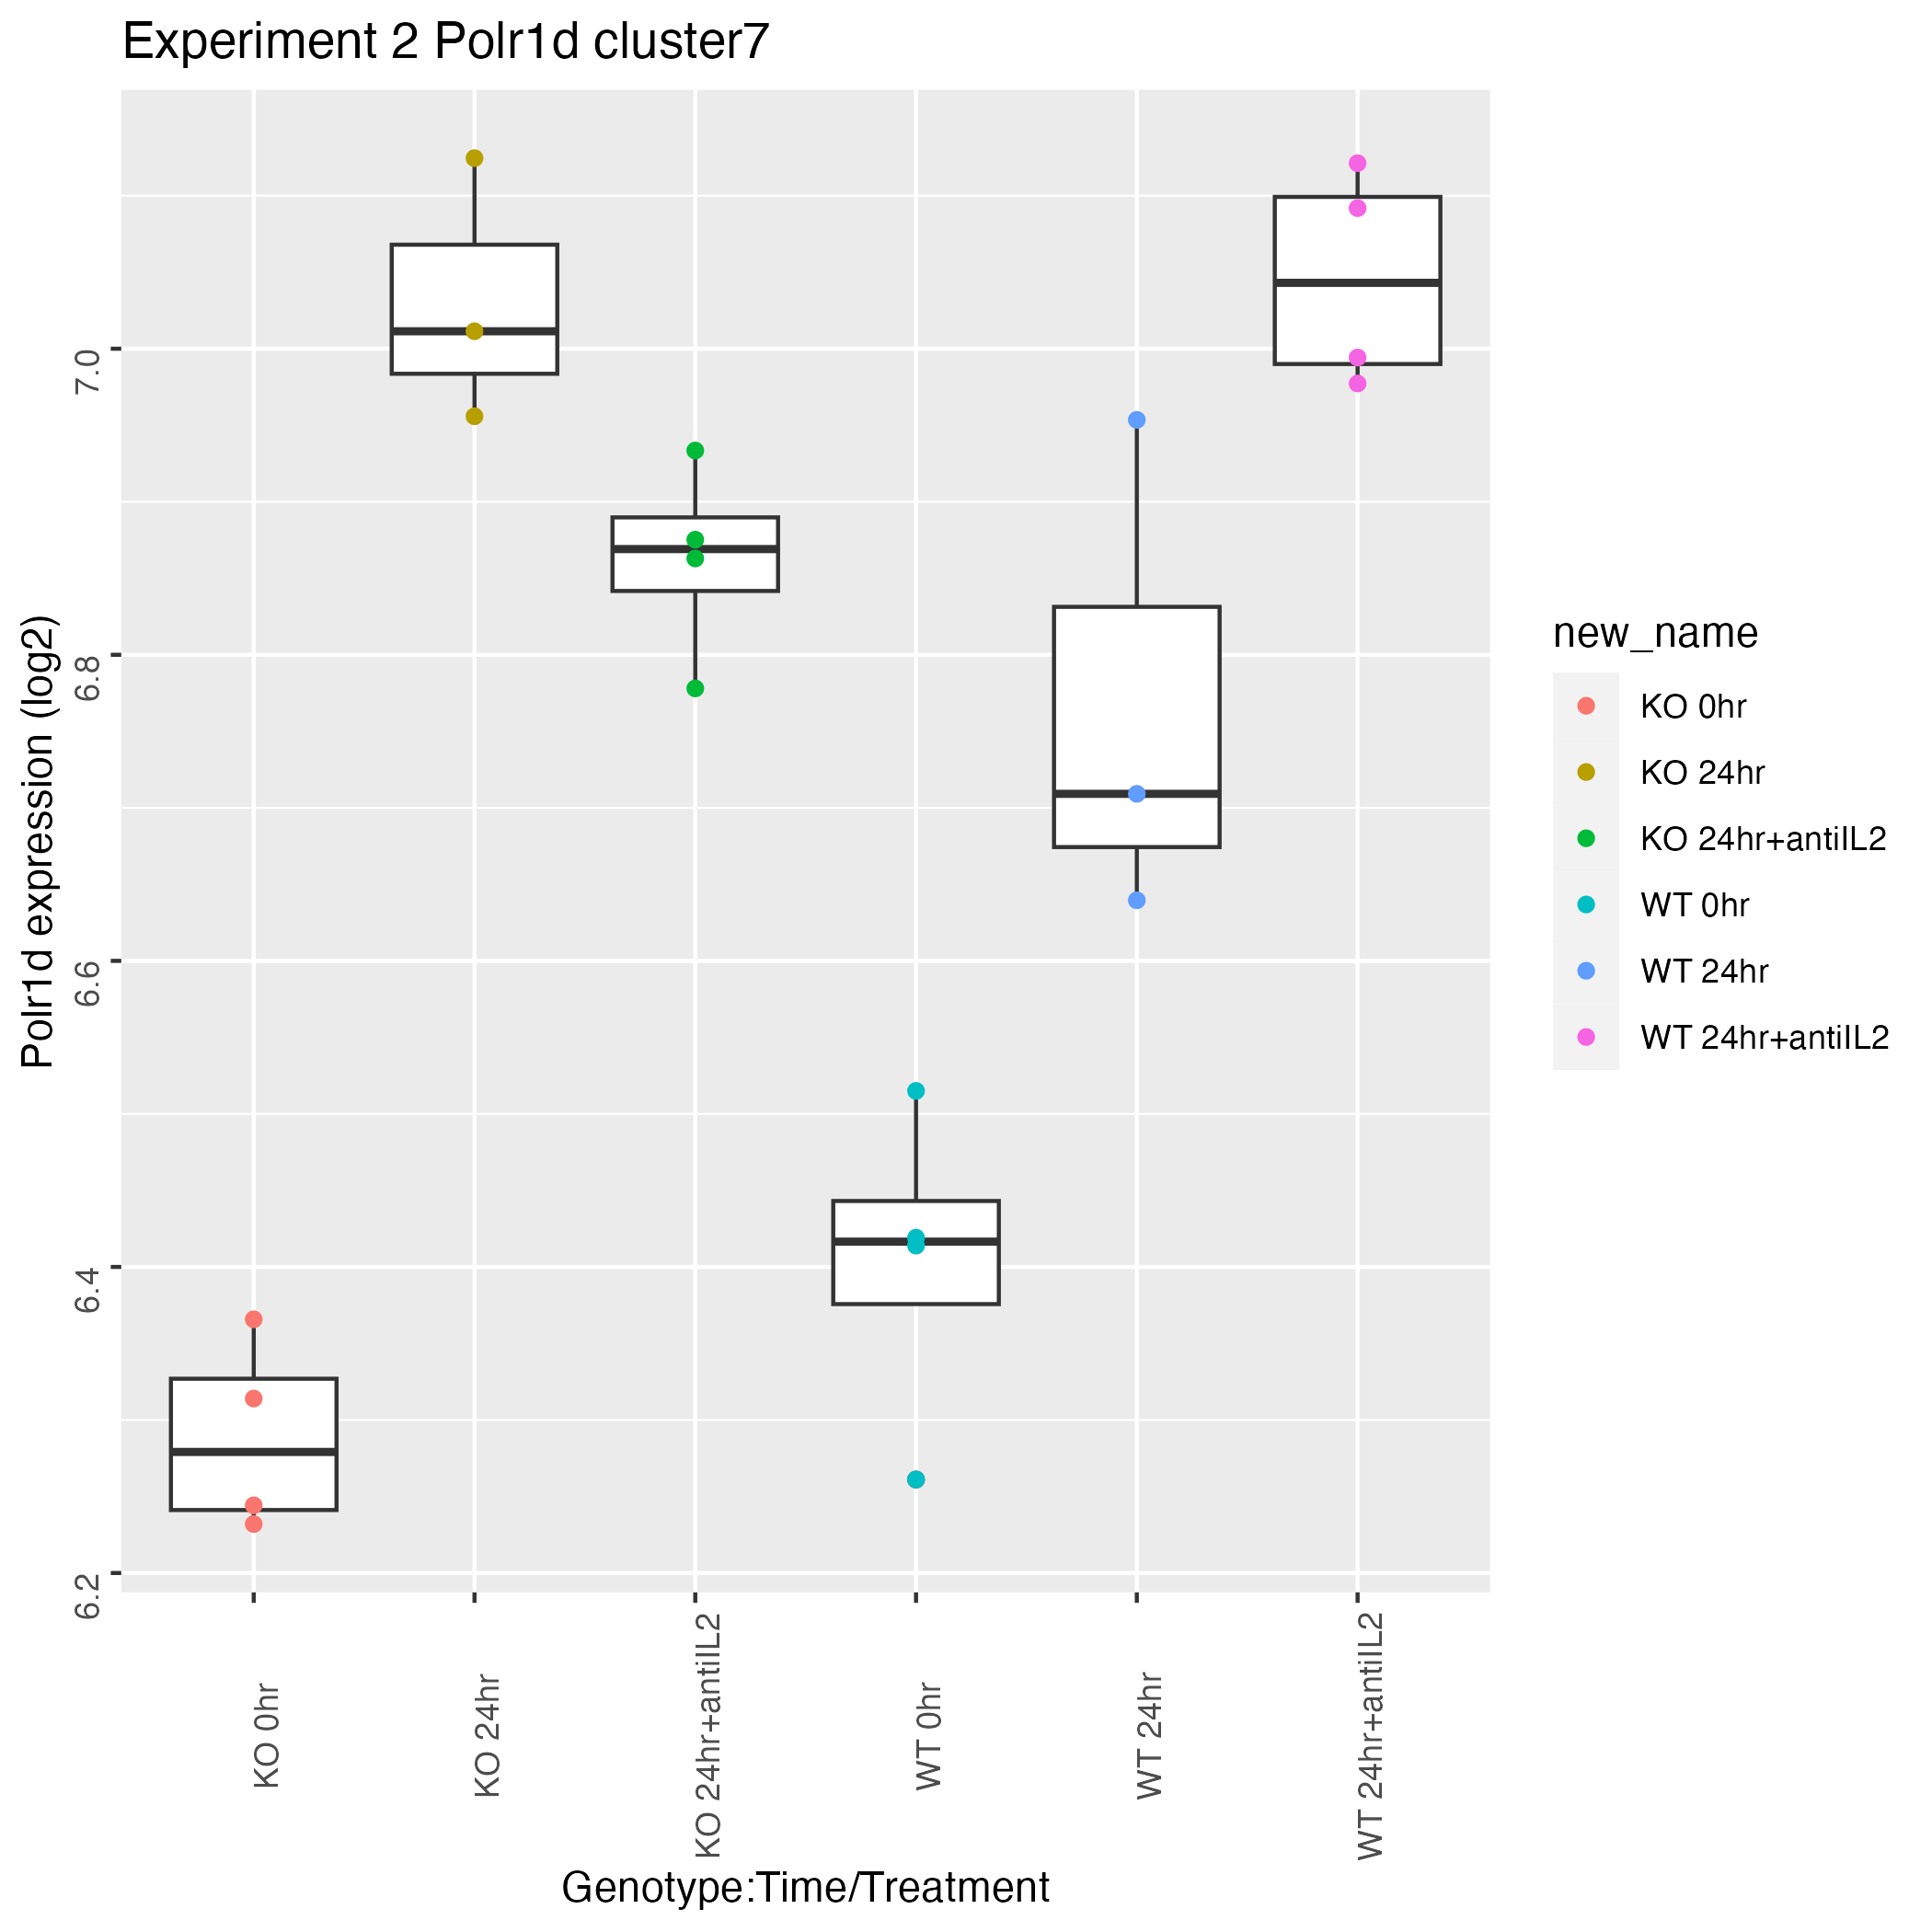 Experiment 2 Polr1d cluster7
Polr1d expression (log2)
7.0
6.8
6.6
6.4
6.2
KO 0hr
KO 24hr
KO 24hr+antiIL2
WT 0hr
WT 24hr
WT 24hr+antiIL2
Genotype:Time/Treatment
new_name
KO 0hr
KO 24hr
KO 24hr+antiIL2
WT 0hr
WT 24hr
WT 24hr+antiIL2